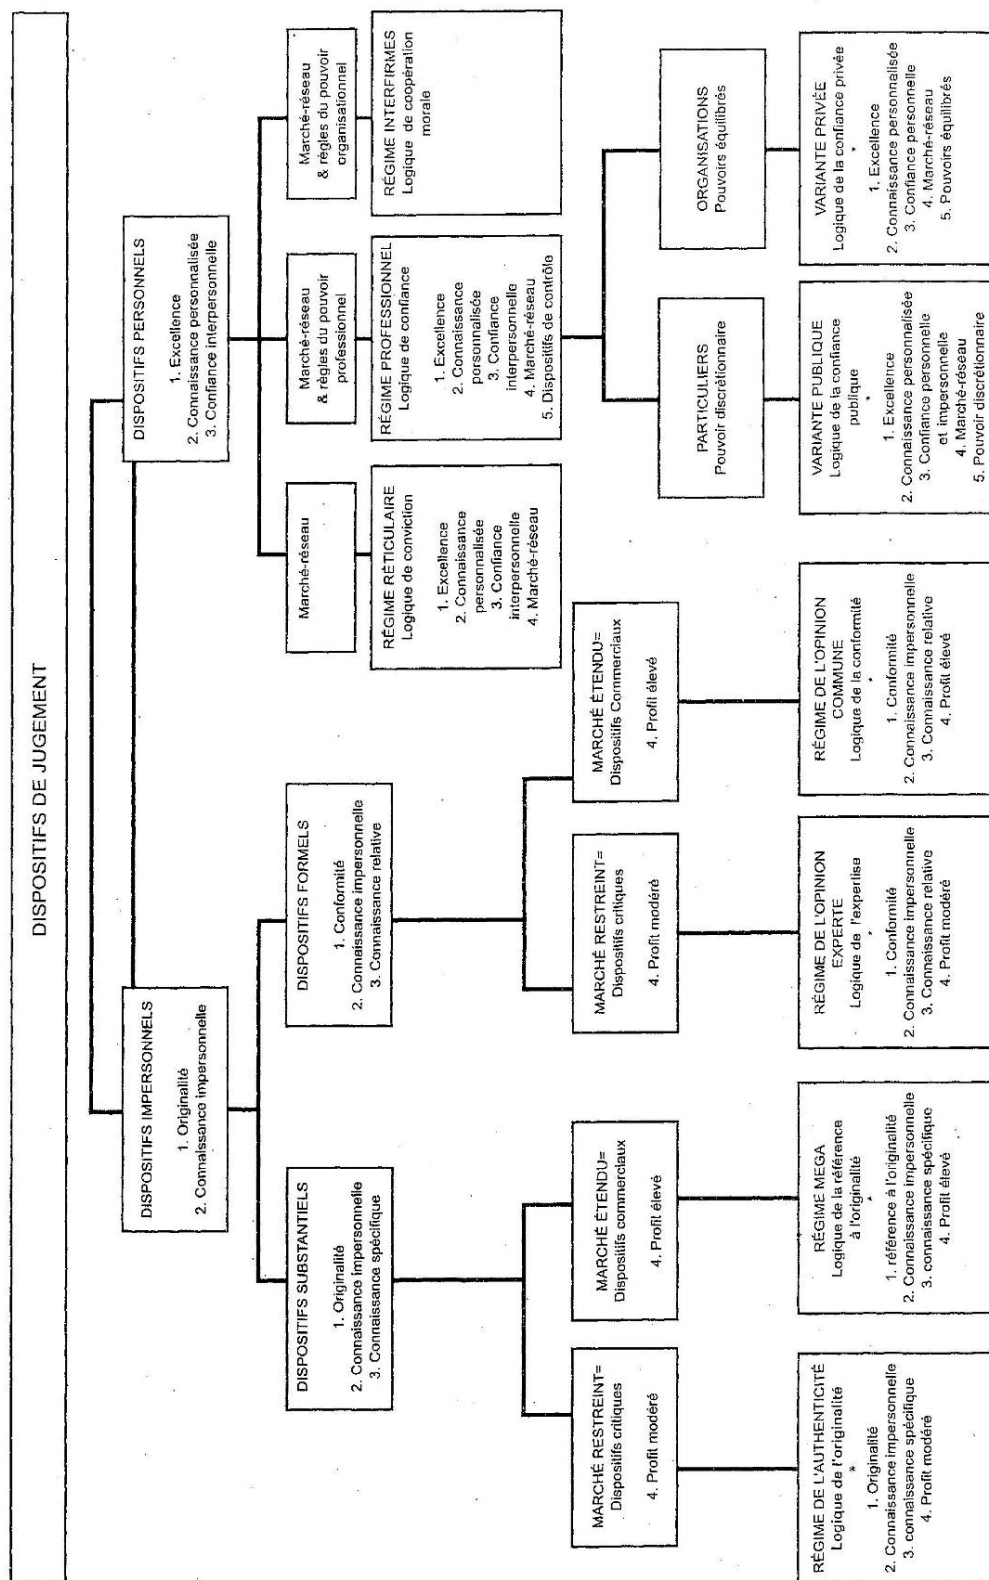 DISPOSITIFS DE JUGEMENT
DISPOSITIFS IMPERSONNELS
1. Originalité
2. Connaissance impersonnelle
DISPOSITIFS PERSONNELS
1. Excellence
2. Connaissance personnalisée
3. Confiance interpersonnelle
DISPOSITIFS SUBSTANTIELS
1. Originalité
2. Connaissance impersonnelle
3. Connaissance spécifique
DISPOSITIFS FORMELS
1. Conformité
2. Connaissance impersonnelle
3. Connaissance relative
Marché-réseau
Marché-réseau
& règles du pouvoir
professionnel
Marché-réseau
& règles du pouvoir
organisationnel
RÉGIME RÉTICULAIRE
Logique de conviction
1. Excellence
2. Connaissance
personnalisée
3. Confiance
interpersonnelle
4. Marché-réseau
RÉGIME PROFESSIONNEL
Logique de confiance
1. Excellence
2. Connaissance
personnalisée
3. Confiance
interpersonnelle
4. Marché-réseau
5. Dispositifs de contrôle
RÉGIME INTERFIRMES
Logique de coopération
morale
MARCHÉ RESTREINT=
Dispositifs critiques
4. Profit modéré
MARCHÉ ÉTENDU=
Dispositifs commerciaux
4. Profit élevé
MARCHÉ RESTREINT=
Dispositifs critiques
4. Profit modéré
MARCHÉ ÉTENDU=
Dispositifs Commerciaux
4. Profit élevé
PARTICULIERS
Pouvoir discrétionnaire
ORGANISATIONS
Pouvoirs équilibrés
RÉGIME DE L'AUTHENTICITÉ
Logique de l'originalité
*
1. Originalité
2. Connaissance impersonnelle
3. connaissance spécifique
4. Profit modéré
RÉGIME MEGA
Logique de la référence
à l'originalité
*
1. référence à l'originalité
2. Connaissance impersonnelle
3. connaissance spécifique
4. Profit élevé
RÉGIME DE L'OPINION
EXPERTE
Logique de l'expertise
*
1. Conformité
2. Connaissance impersonnelle
3. Connaissance relative
4. Profit modéré
RÉGIME DE L'OPINION
COMMUNE
Logique de la conformité
*
1. Conformité
2. Connaissance impersonnelle
3. Connaissance relative
4. Profit élevé
VARIANTE PUBLIQUE
Logique de la confiance
publique
*
1. Excellence
2. Connaissance personnalisée
3. Confiance personnelle
et impersonnelle
4. Marché-réseau
5. Pouvoir discrétionnaire
VARIANTE PRIVÉE
Logique de la confiance privée
*
1. Excellence
2. Connaissance personnalisée
3. Confiance personnelle
4. Marché-réseau
5. Pouvoirs équilibrés